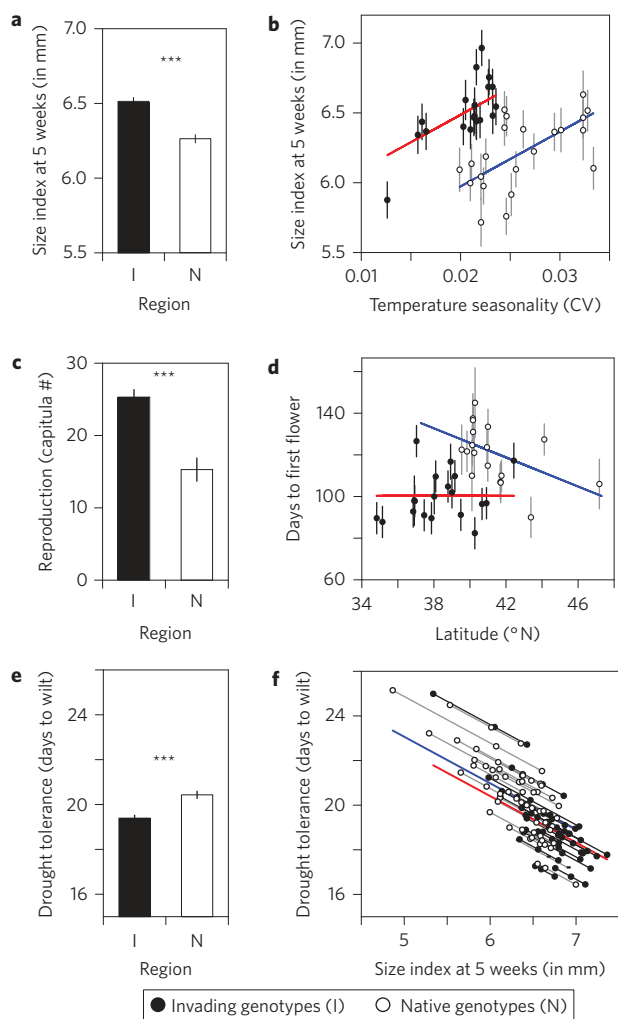 a
7.0
6.5
6.0
5.5
Size index at 5 weeks (in mm)
***
I N
Region
b
7.0
6.5
6.0
5.5
Size index at 5 weeks (in mm)
0.01 0.02 0.03
Temperature seasonality (CV)
c
30
20
10
0
Reproduction (capitula #)
***
I N
Region
d
140
100
60
Days to first flower
34 38 42 46
Latitude (°N)
e
24
20
16
Drought tolerance (days to wilt)
***
I N
Region
f
24
20
16
Drought tolerance (days to wilt)
5 6 7
Size index at 5 weeks (in mm)
Invading genotypes (I) Native genotypes (N)